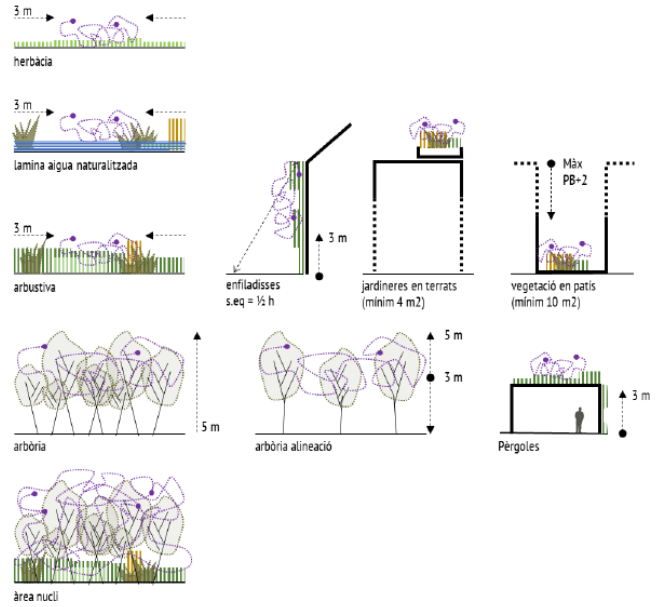 3 m
herbàcia
3 m
lamina aigua naturalitzada
3 m
arbustiva
3 m
enfiladisses
s.eq = ½ h
jardineres en terrats
(mínim 4 m2)
Màx
PB+2
vegetació en patis
(mínim 10 m2)
5 m
arbòria
5 m
3 m
arbòria alineació
3 m
Pèrgoles
àrea nucli